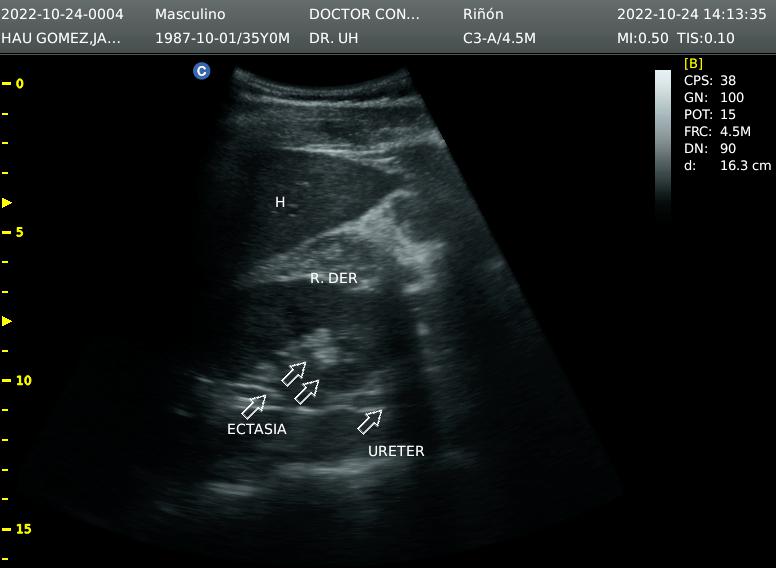 2022-10-24-0004 Masculino DOCTOR CON... Riñón 2022-10-24 14:13:35
HAU GOMEZ,JA... 1987-10-01/35Y0M DR. UH C3-A/4.5M MI:0.50 TIS:0.10
C
[B]
CPS: 38
GN: 100
POT: 15
FRC: 4.5M
DN: 90
d: 16.3 cm
0
H
5
R. DER
10
ECTASIA
URETER
15